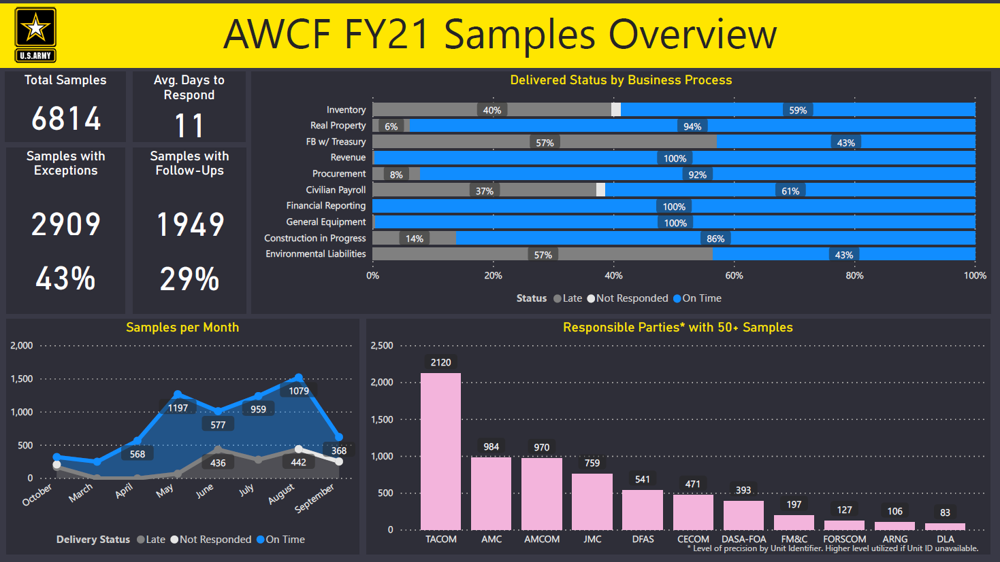 AWCF FY21 Samples Overview
U.S.ARMY
Total Samples
6814
Avg. Days to
Respond
11
Samples with
Exceptions
2909
43%
Samples with
Follow-Ups
1949
29%
Delivered Status by Business Process
Inventory 40% 59%
Real Property 6% 94%
FB w/ Treasury 57% 43%
Revenue 100%
Procurement 8% 92%
Civilian Payroll 37% 61%
Financial Reporting 100%
General Equipment 100%
Construction in Progress 14% 86%
Environmental Liabilities 57% 43%
0% 20% 40% 60% 80% 100%
Status Late Not Responded On Time
Samples per Month
2,000
1,500
1,000
500
0
1197
1079
959
577
568
368
436
442
October March April May June July August September
Delivery Status Late Not Responded On Time
Responsible Parties* with 50+ Samples
2,500
2,000
1,500
1,000
500
0
2120 984 970 759 541 471 393 197 127 106 83
TACOM AMC AMCOM JMC DFAS CECOM DASA-FOA FM&C FORSCOM ARNG DLA
* Level of precision by Unit Identifier. Higher level utilized if Unit ID unavailable.